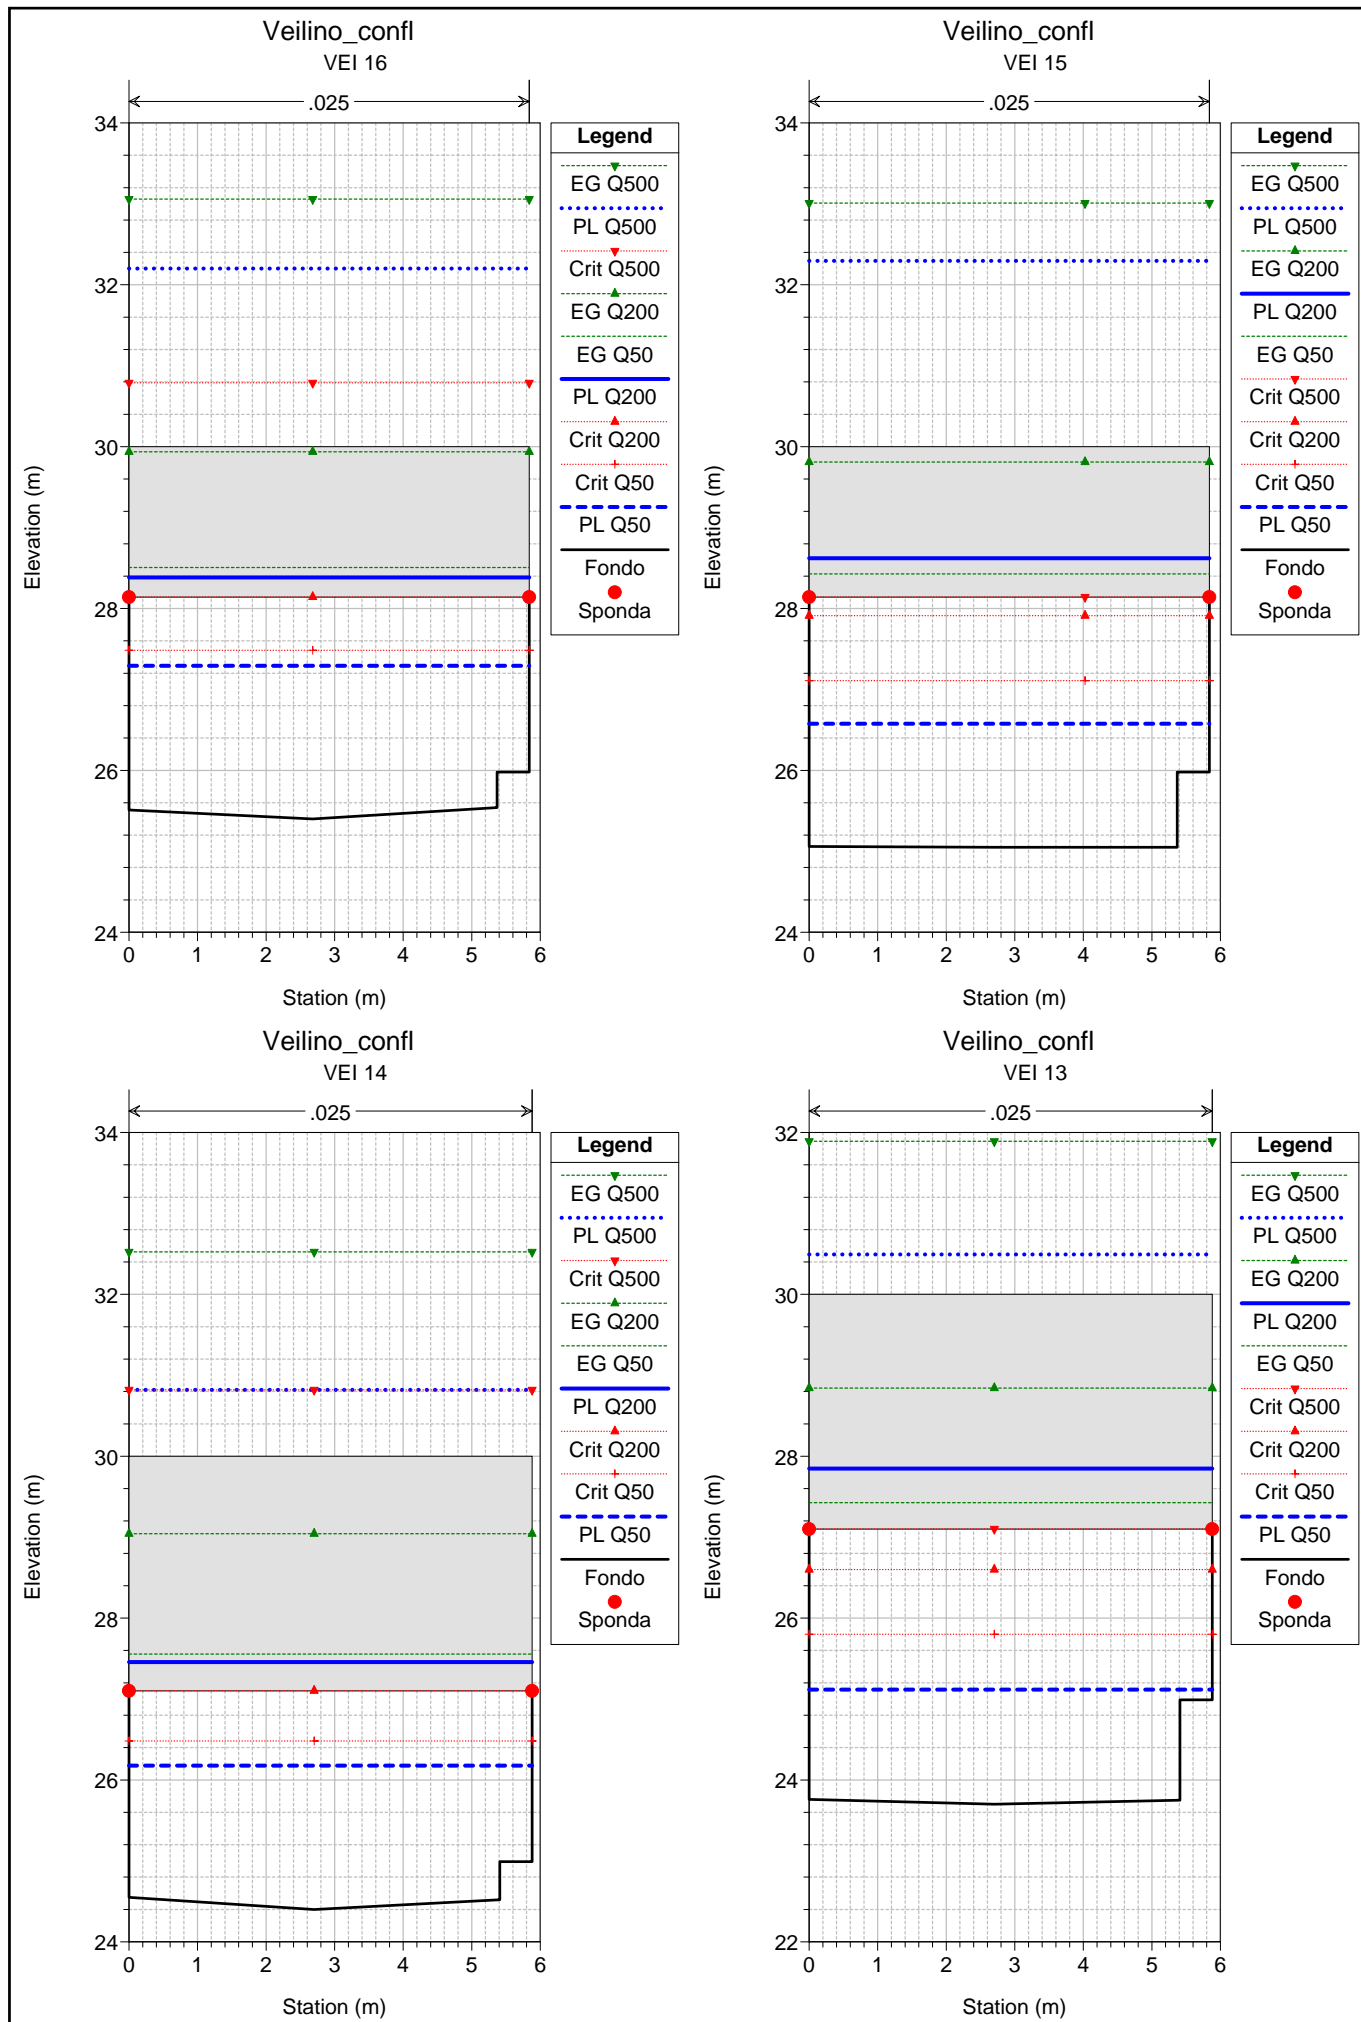 Veilino_confl
VEI 16
.025
34
32
30
28
26
24
Elevation (m)
0 1 2 3 4 5 6
Station (m)
Legend
EG Q500
PL Q500
Crit Q500
EG Q200
EG Q50
PL Q200
Crit Q200
Crit Q50
PL Q50
Fondo
Sponda
Veilino_confl
VEI 15
.025
34
32
30
28
26
24
Elevation (m)
0 1 2 3 4 5 6
Station (m)
Legend
EG Q500
PL Q500
EG Q200
PL Q200
EG Q50
Crit Q500
Crit Q200
Crit Q50
PL Q50
Fondo
Sponda
Veilino_confl
VEI 14
.025
34
32
30
28
26
24
Elevation (m)
0 1 2 3 4 5 6
Station (m)
Legend
EG Q500
PL Q500
Crit Q500
EG Q200
EG Q50
PL Q200
Crit Q200
Crit Q50
PL Q50
Fondo
Sponda
Veilino_confl
VEI 13
.025
32
30
28
26
24
22
Elevation (m)
0 1 2 3 4 5 6
Station (m)
Legend
EG Q500
PL Q500
EG Q200
PL Q200
EG Q50
Crit Q500
Crit Q200
Crit Q50
PL Q50
Fondo
Sponda